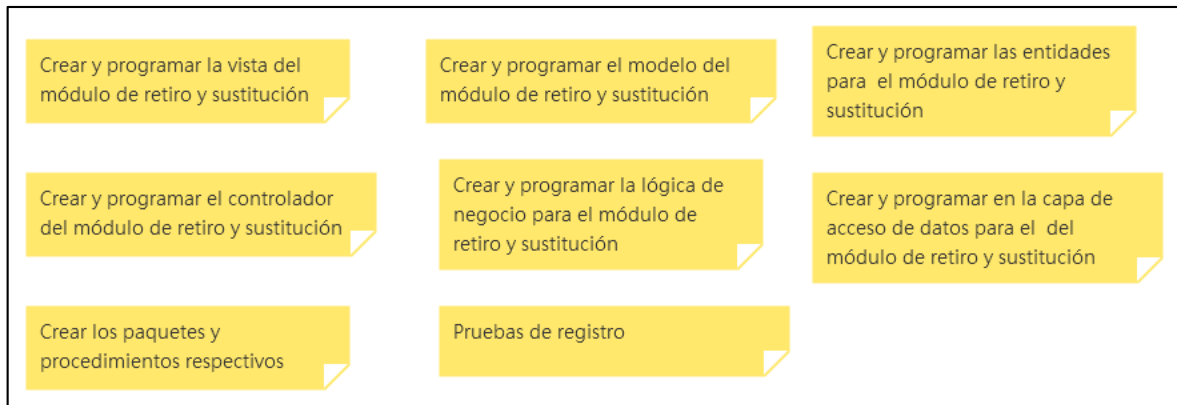 Crear y programar la vista del
módulo de retiro y sustitución
Crear y programar el modelo del
módulo de retiro y sustitución
Crear y programar las entidades
para el módulo de retiro y
sustitución
Crear y programar el controlador
del módulo de retiro y sustitución
Crear y programar la lógica de
negocio para el módulo de
retiro y sustitución
Crear y programar en la capa de
acceso de datos para el del
módulo de retiro y sustitución
Crear los paquetes y
procedimientos respectivos
Pruebas de registro